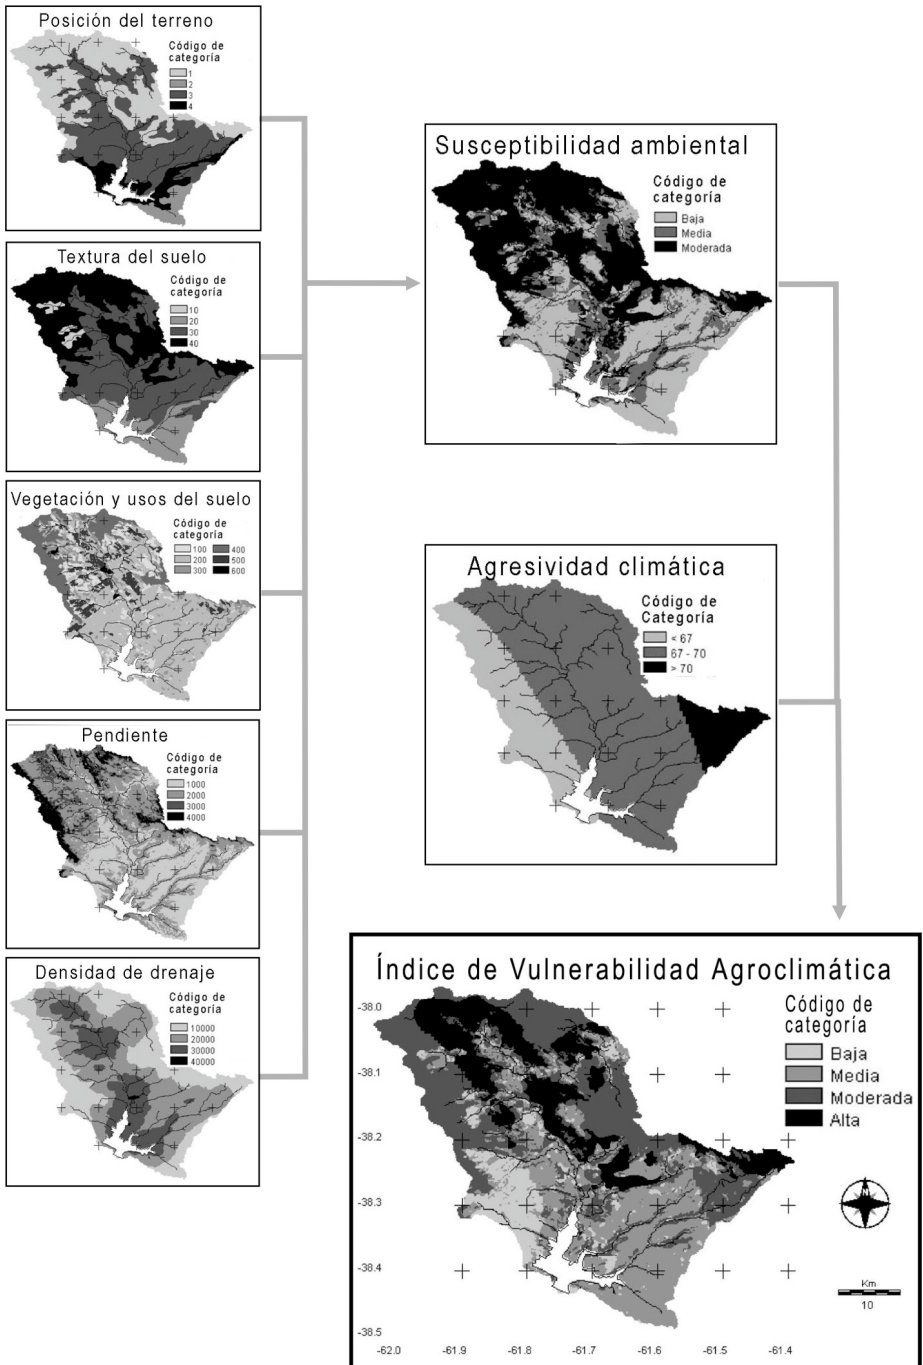 Posición del terreno
Código de
categoría
1
2
3
4
Textura del suelo
Código de
categoría
10
20
30
40
Vegetación y usos del suelo
Código de
categoría
100 400
200 500
300 600
Pendiente
Código de
categoría
1000
2000
3000
4000
Densidad de drenaje
Código de
categoría
10000
20000
30000
40000
Susceptibilidad ambiental
Código de
categoría
Baja
Media
Moderada
Agresividad climática
Código de
Categoría
< 67
67 - 70
> 70
Índice de Vulnerabilidad Agroclimática
Código de
categoría
Baja
Media
Moderada
Alta
-38.0
-38.1
-38.2
-38.3
-38.4
-38.5
-62.0 -61.9 -61.8 -61.7 -61.6 -61.5 -61.4
N
Km
10